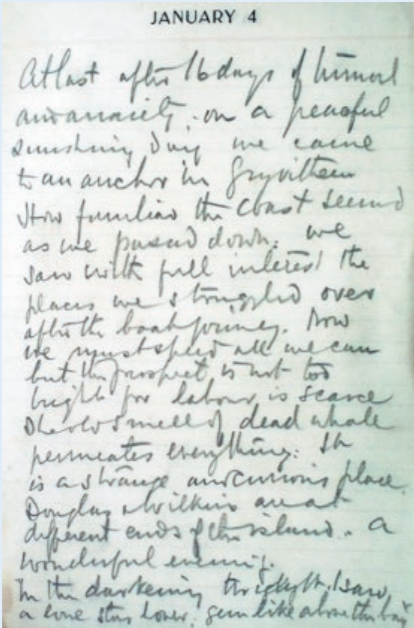 JANUARY 4
At last after 16 days of turmoil
and anxiety: on a peaceful
sunshiny day we came
to an anchor in Gryvitken
How familiar the coast seemed
as we passed down: we
saw with full interest the
places we struggled over
after the boat journey. Now
we must speed all we can
but the prospect is not too
bright for labour is scarce
The old smell of dead whale
permeates everything: It
is a strange and curious place
Douglas & Wilkins are at
different ends of the island. A
wonderful evening.
In the darkening twilight I saw
a lone star hover: gem like above the bay